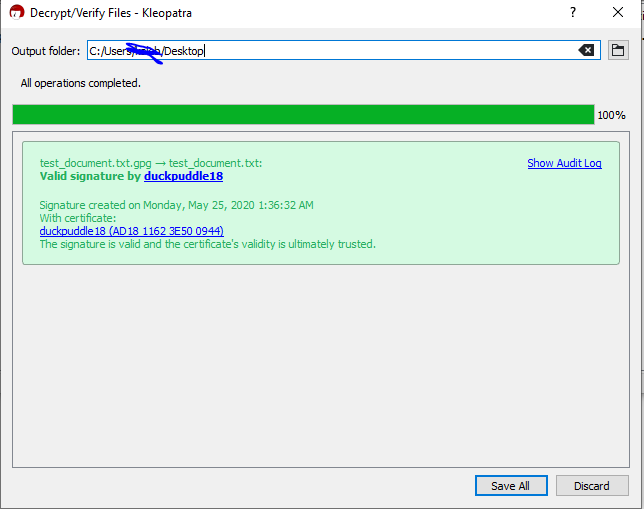 Decrypt/Verify Files - Kleopatra
Output folder: C:/Users/ /Desktop
All operations completed.
100%
test_document.txt.gpg → test_document.txt:
Show Audit Log
Valid signature by duckpuddle18
Signature created on Monday, May 25, 2020 1:36:32 AM
With certificate:
duckpuddle18 (AD18 1162 3E50 0944)
The signature is valid and the certificate's validity is ultimately trusted.
Save All
Discard